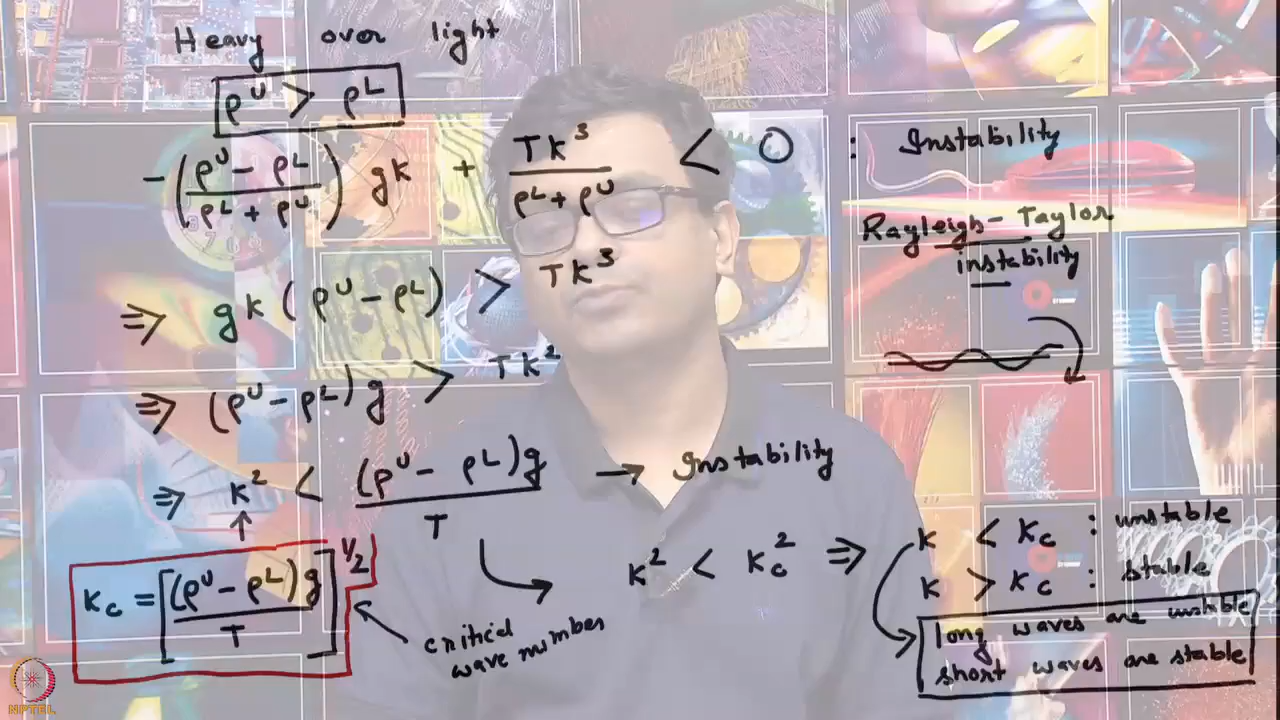 Heavy over light
ρᵁ > ρᴸ
-((ρᵁ - ρᴸ)/(ρᴸ + ρᵁ)) gk + Tk³/(ρᴸ + ρᵁ) < 0 : Instability
Rayleigh-Taylor
instability
⇒ gk(ρᵁ - ρᴸ) > Tk³
⇒ (ρᵁ - ρᴸ)g > Tk²
⇒ k² < (ρᵁ - ρᴸ)g/T → Instability
k² < k_c² ⇒ k < k_c : unstable
k > k_c : stable
k_c = [(ρᵁ - ρᴸ)g/T]^1/2
critical
wave number
long waves are unstable
short waves are stable
NPTEL